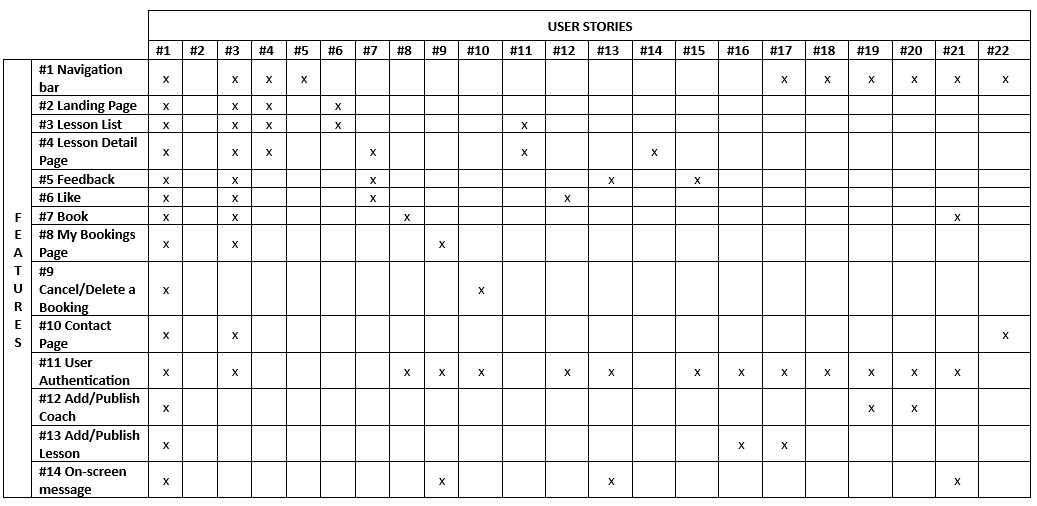 USER STORIES
#1 #2 #3 #4 #5 #6 #7 #8 #9 #10 #11 #12 #13 #14 #15 #16 #17 #18 #19 #20 #21 #22
FEATURES
#1 Navigation
bar
x x x x x x x x x x
#2 Landing Page x x x x
#3 Lesson List x x x x x
#4 Lesson Detail
Page
x x x x x x
#5 Feedback x x x x x
#6 Like x x x x
#7 Book x x x x
#8 My Bookings
Page
x x x
#9
Cancel/Delete a
Booking
x x
#10 Contact
Page
x x x
#11 User
Authentication
x x x x x x x x x x x x x x
#12 Add/Publish
Coach
x x x
#13 Add/Publish
Lesson
x x x
#14 On-screen
message
x x x x